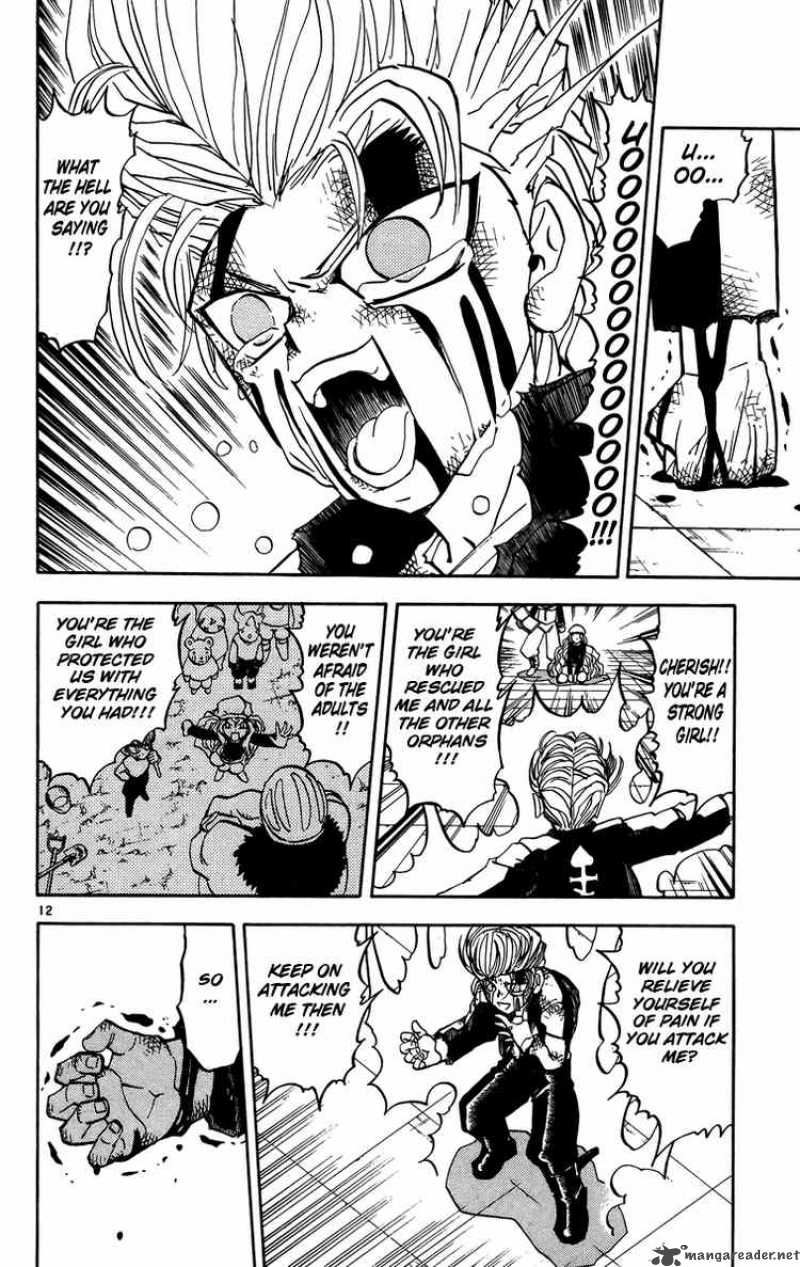 U...
OO...
UOOOOOOOOOOOOOOO!!!
WHAT
THE HELL
ARE YOU
SAYING
!!?
CHERISH!!
YOU'RE A
STRONG
GIRL!!
YOU'RE
THE GIRL
WHO
RESCUED
ME AND ALL
THE OTHER
ORPHANS
!!!
YOU
WEREN'T
AFRAID
OF THE
ADULTS
!!
YOU'RE THE
GIRL WHO
PROTECTED
US WITH
EVERYTHING
YOU HAD!!!
12
WILL YOU
RELIEVE
YOURSELF
OF PAIN IF
YOU ATTACK
ME?
KEEP ON
ATTACKING
ME THEN
!!!
SO
...
mangareader.net